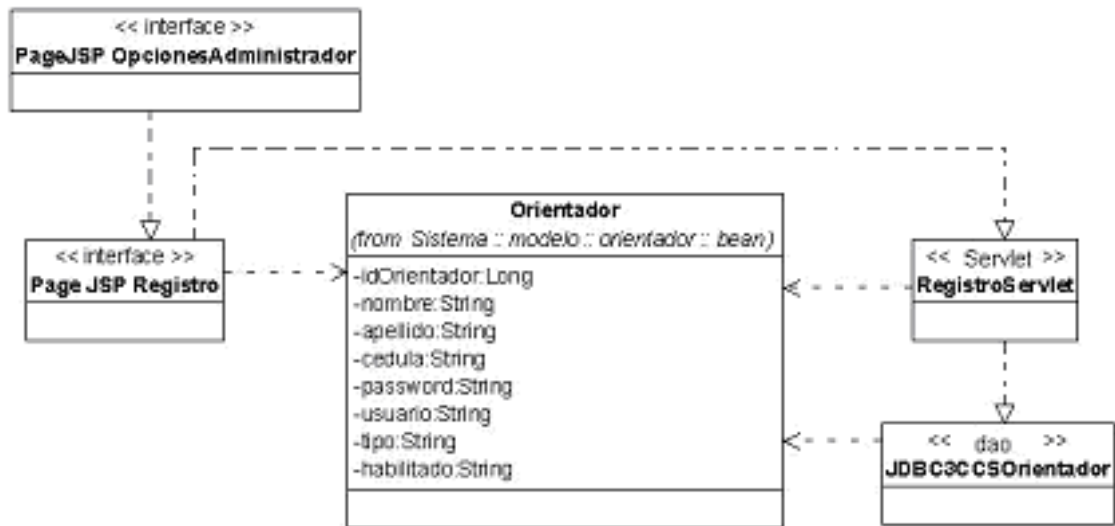 << interface >>
PageJSP OpcionesAdministrador
<< interface >>
Page JSP Registro
Orientador
(from Sistema :: modelo :: orientador :: bean)
-idOrientador:Long
-nombre:String
-apellido:String
-cedula:String
-password:String
-usuario:String
-tipo:String
-habilitado:String
<< Servlet >>
RegistroServlet
<< dao >>
JDBC3CCSOrientador